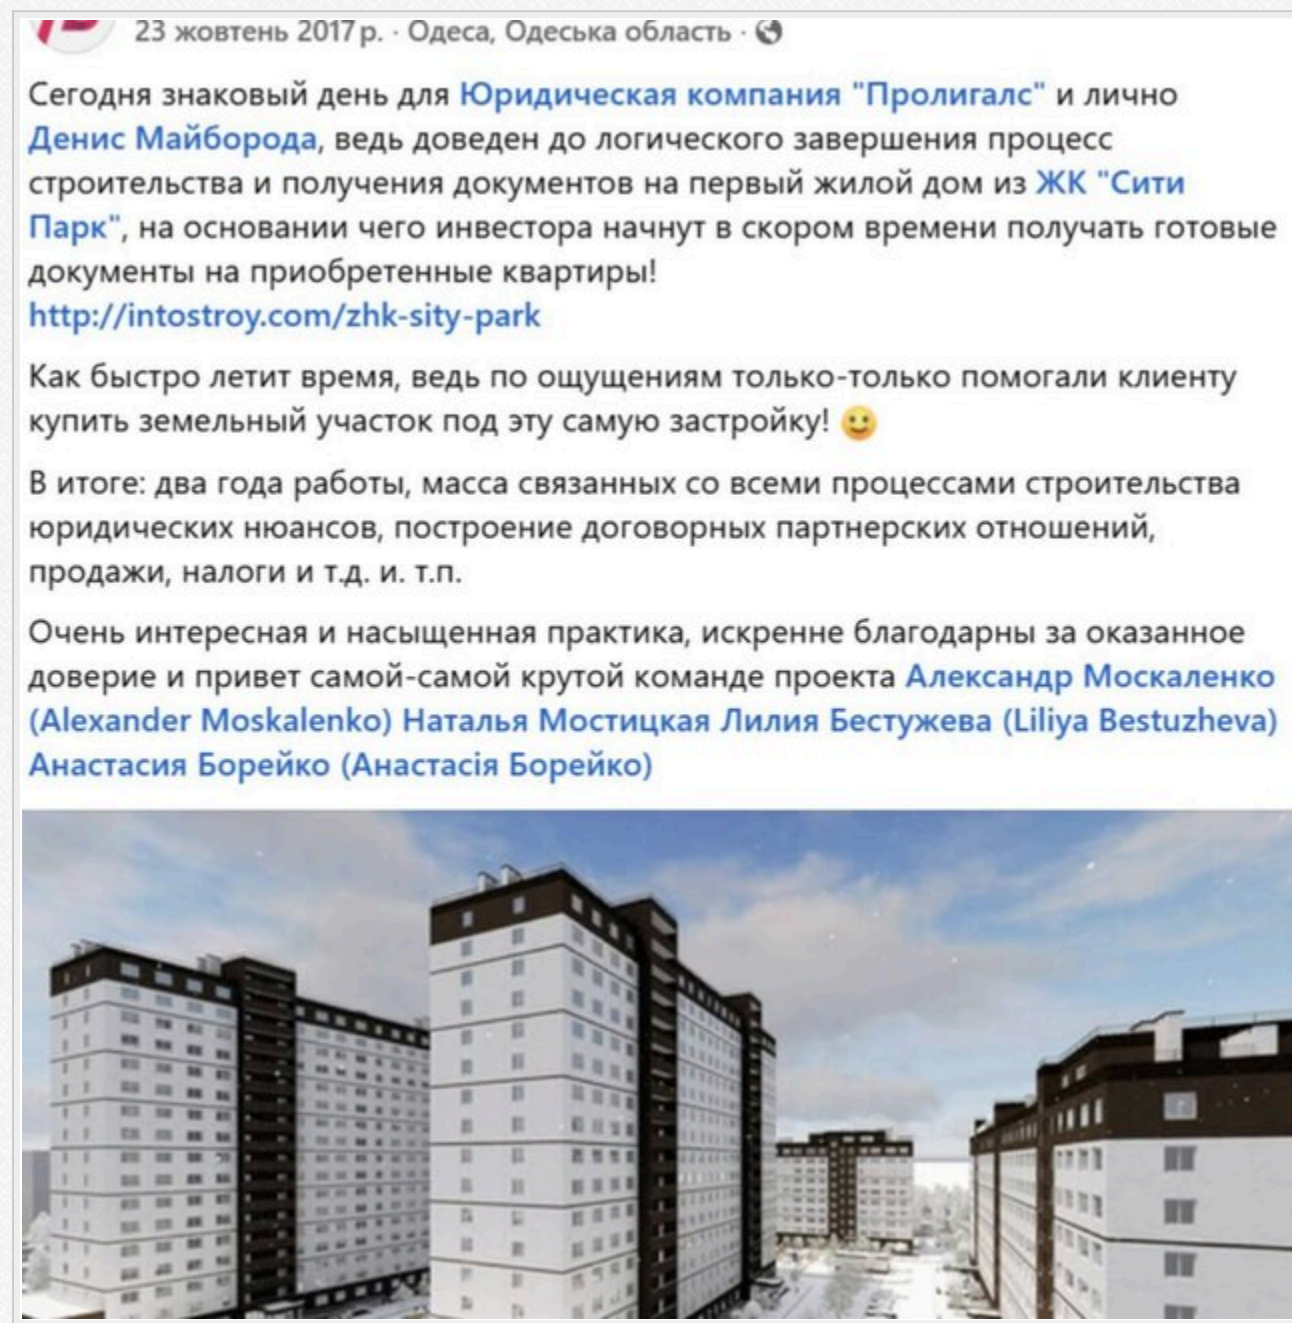 23 жовтень 2017 р. · Одеса, Одеська область ·
Сегодня знаковый день для Юридическая компания "Пролигалс" и лично
Денис Майборода, ведь доведен до логического завершения процесс
строительства и получения документов на первый жилой дом из ЖК "Сити
Парк", на основании чего инвестора начнут в скором времени получать готовые
документы на приобретенные квартиры!
http://intostroy.com/zhk-sity-park
Как быстро летит время, ведь по ощущениям только-только помогали клиенту
купить земельный участок под эту самую застройку! 🙂
В итоге: два года работы, масса связанных со всеми процессами строительства
юридических нюансов, построение договорных партнерских отношений,
продажи, налоги и т.д. и. т.п.
Очень интересная и насыщенная практика, искренне благодарны за оказанное
доверие и привет самой-самой крутой команде проекта Александр Москаленко
(Alexander Moskalenko) Наталья Мостицкая Лилия Бестужева (Liliya Bestuzheva)
Анастасия Борейко (Анастасія Борейко)